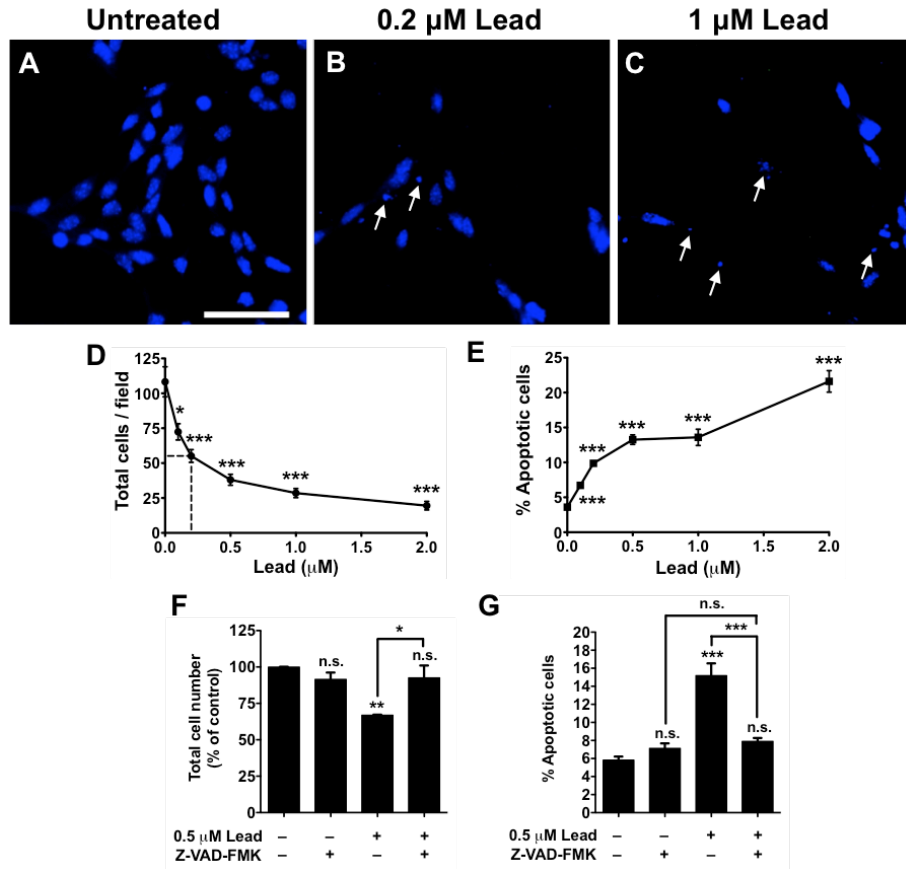 Untreated
0.2 μM Lead
1 μM Lead
A
B
C
D
125
100
75
50
25
0
Total cells / field
*
***
***
***
***
0.0
0.5
1.0
1.5
2.0
Lead (μM)
E
25
20
15
10
5
0
% Apoptotic cells
***
***
***
***
***
0.0
0.5
1.0
1.5
2.0
Lead (μM)
F
125
100
75
50
25
0
Total cell number
(% of control)
n.s.
**
*
n.s.
0.5 μM Lead – – + +
Z-VAD-FMK – + – +
G
20
18
16
14
12
10
8
6
4
2
0
% Apoptotic cells
n.s.
***
***
n.s.
n.s.
0.5 μM Lead – – + +
Z-VAD-FMK – + – +